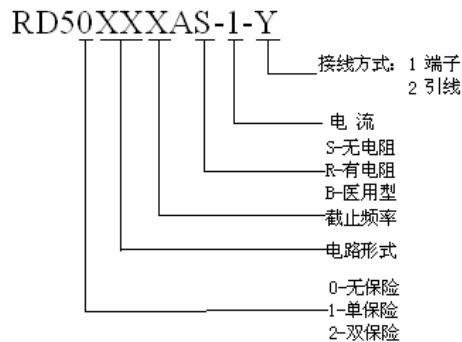 RD50XXXAS-1-Y
接线方式: 1 端子
2 引线
电 流
S-无电阻
R-有电阻
B-医用型
截止频率
电路形式
0-无保险
1-单保险
2-双保险